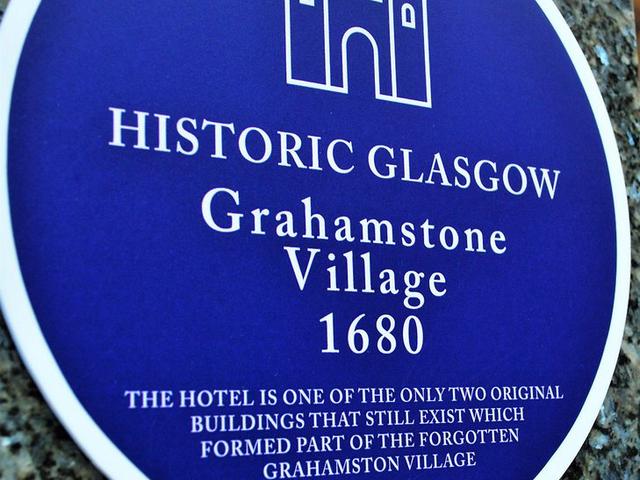 HISTORIC GLASGOW
Grahamstone
Village
1680
THE HOTEL IS ONE OF THE ONLY TWO ORIGINAL
BUILDINGS THAT STILL EXIST WHICH
FORMED PART OF THE FORGOTTEN
GRAHAMSTON VILLAGE